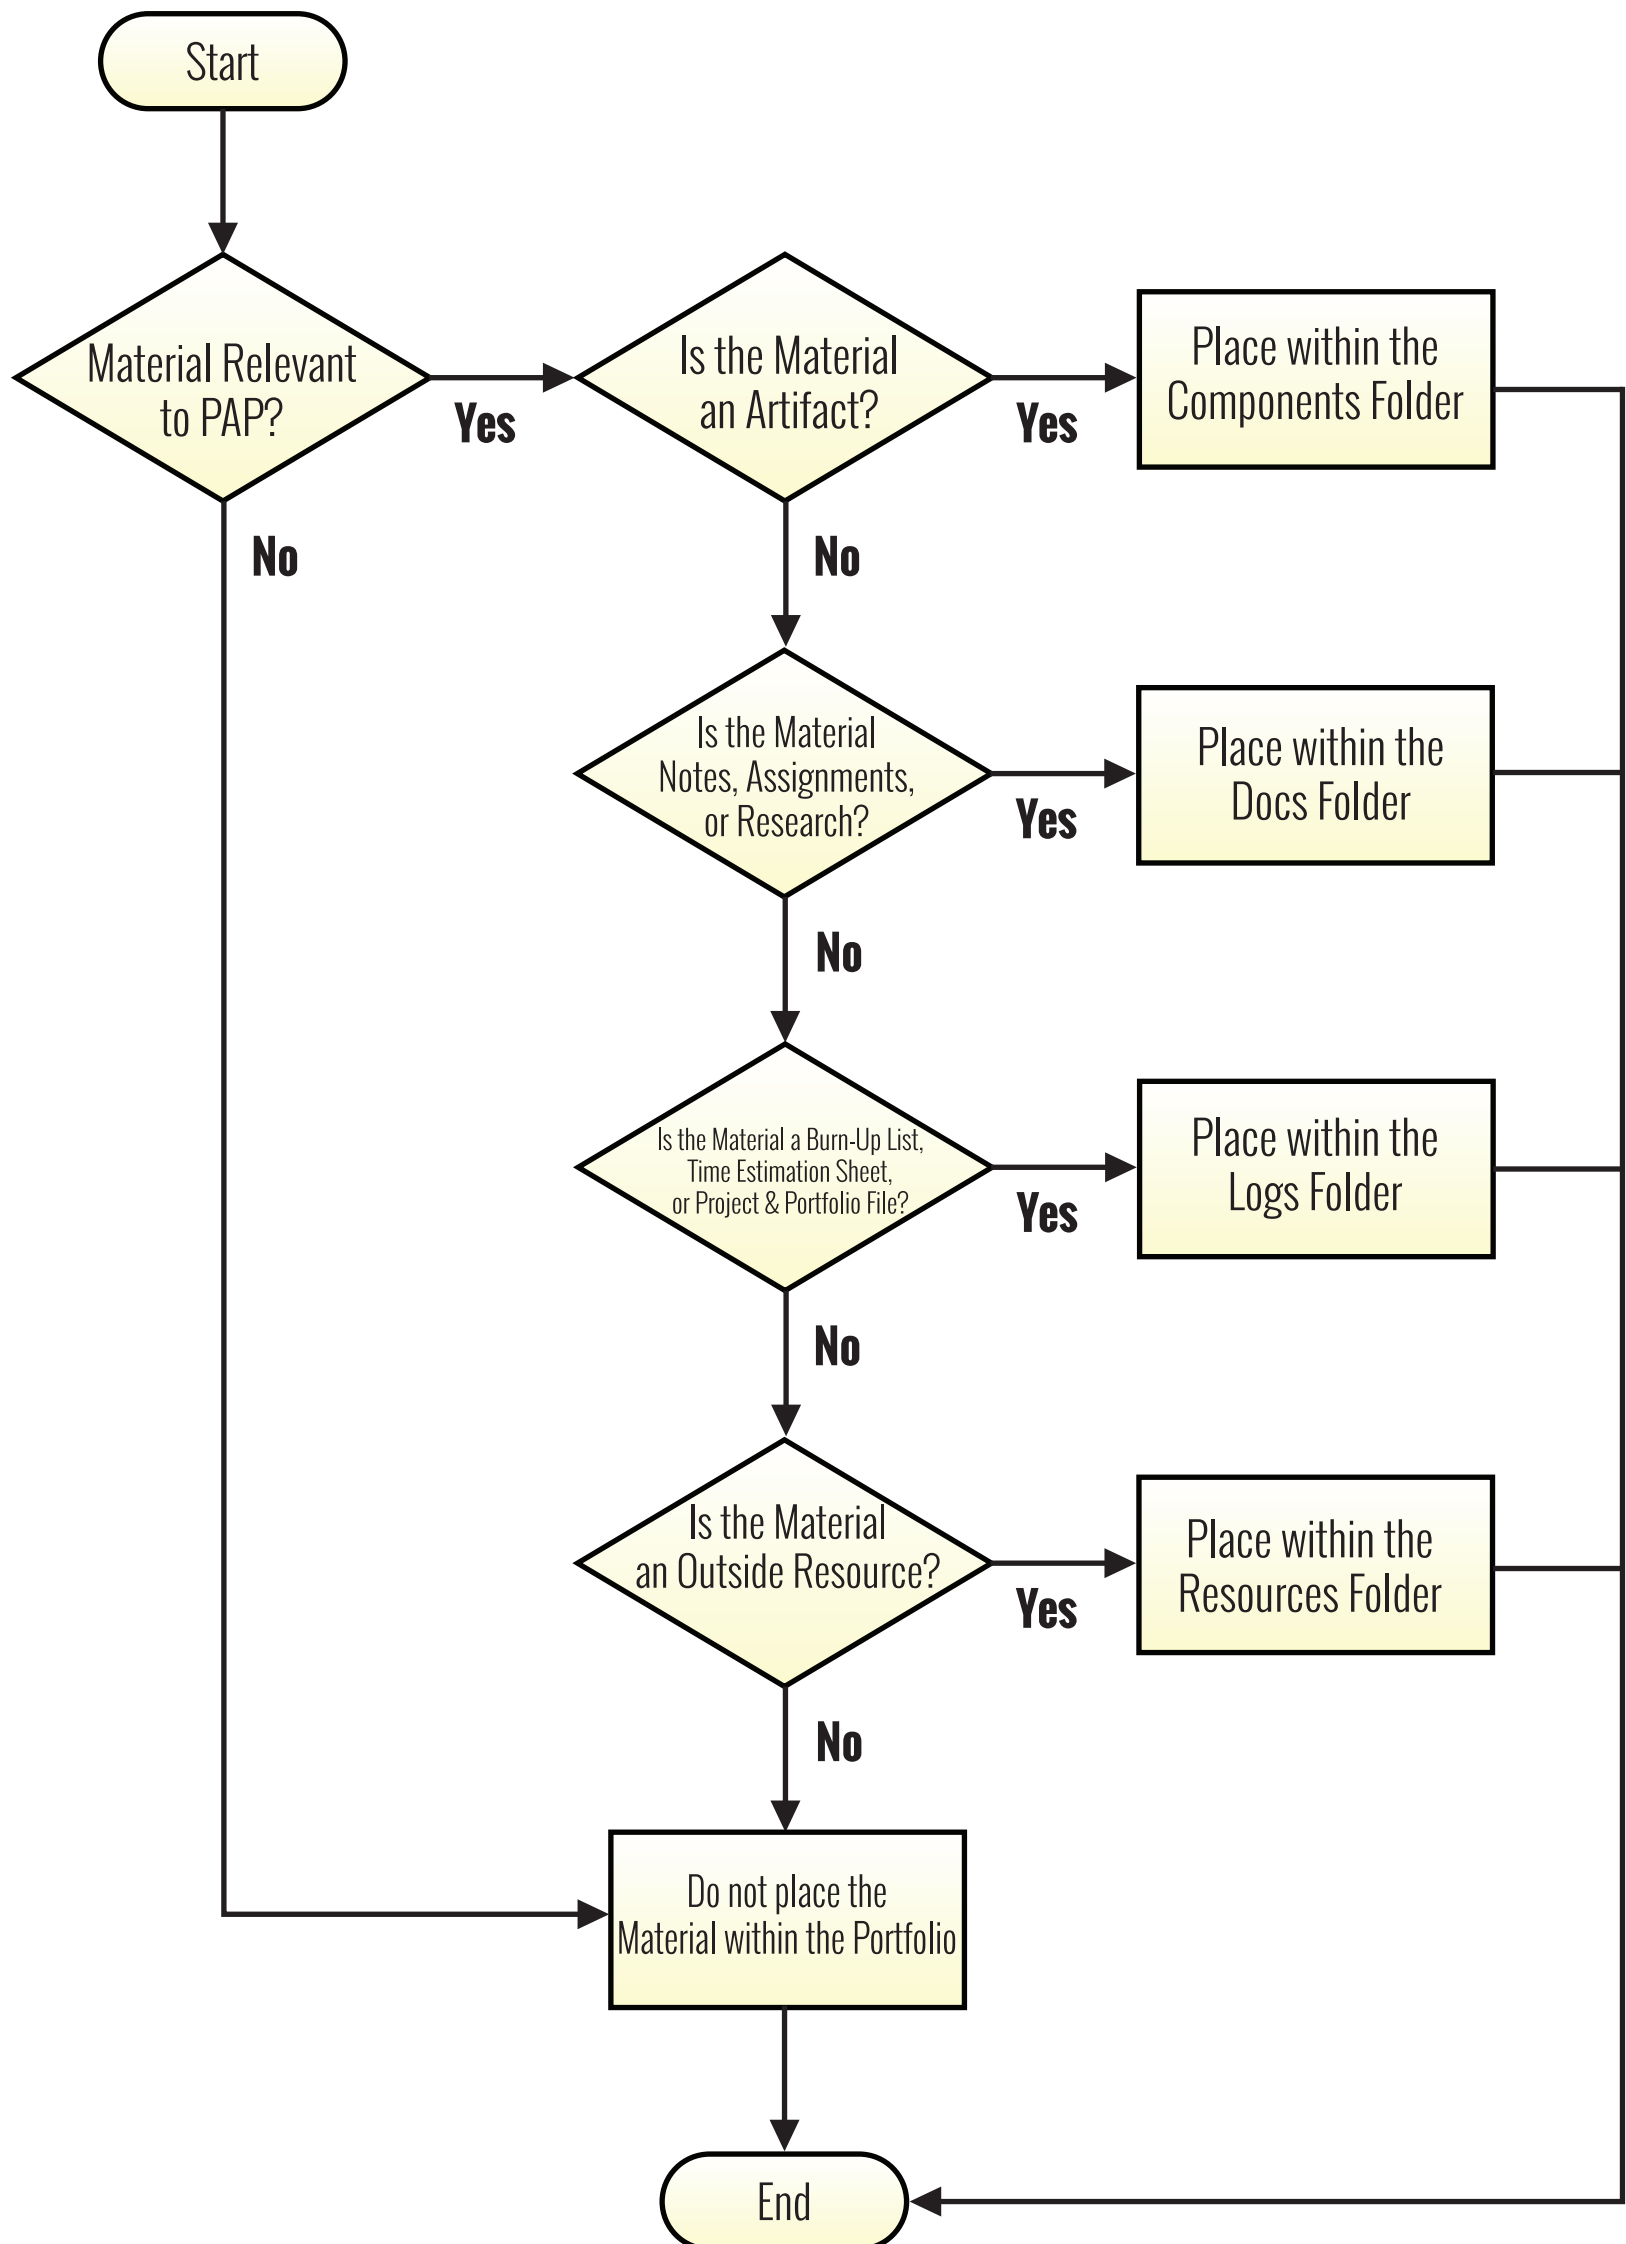 Start
Material Relevant
to PAP?
Yes
No
Is the Material
an Artifact?
Yes
No
Place within the
Components Folder
Is the Material
Notes, Assignments,
or Research?
Yes
No
Place within the
Docs Folder
Is the Material a Burn-Up List,
Time Estimation Sheet,
or Project & Portfolio File?
Yes
No
Place within the
Logs Folder
Is the Material
an Outside Resource?
Yes
No
Place within the
Resources Folder
Do not place the
Material within the Portfolio
End